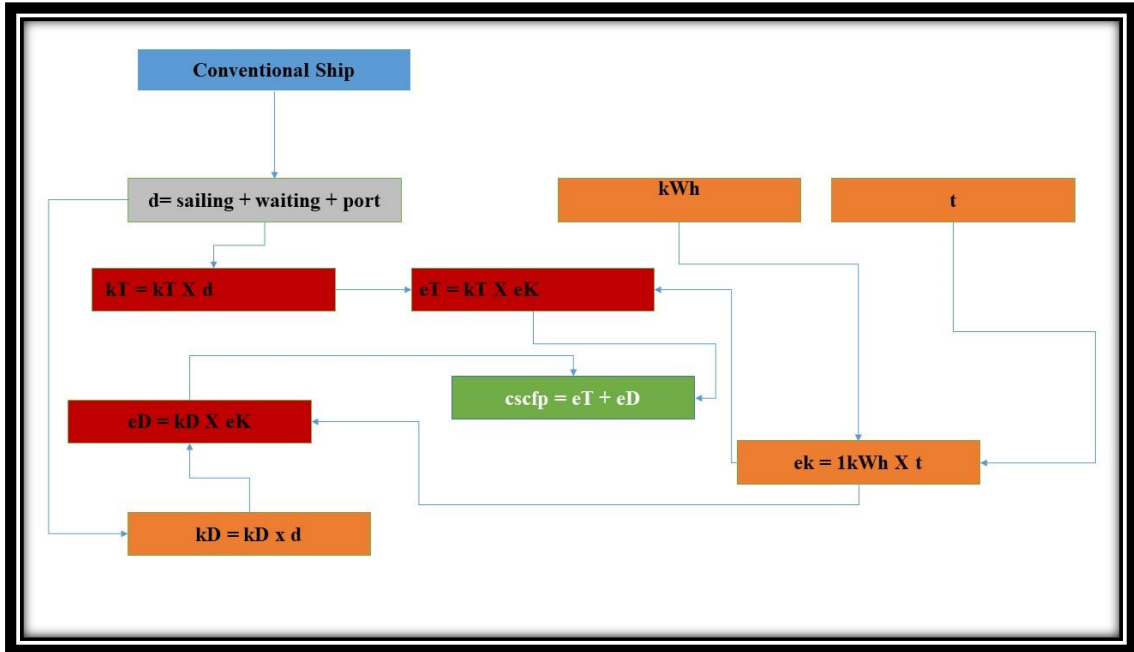 Conventional Ship
d= sailing + waiting + port
kWh
t
kT = kT X d
eT = kT X eK
cscfp = eT + eD
eD = kD X eK
ek = 1kWh X t
kD = kD x d